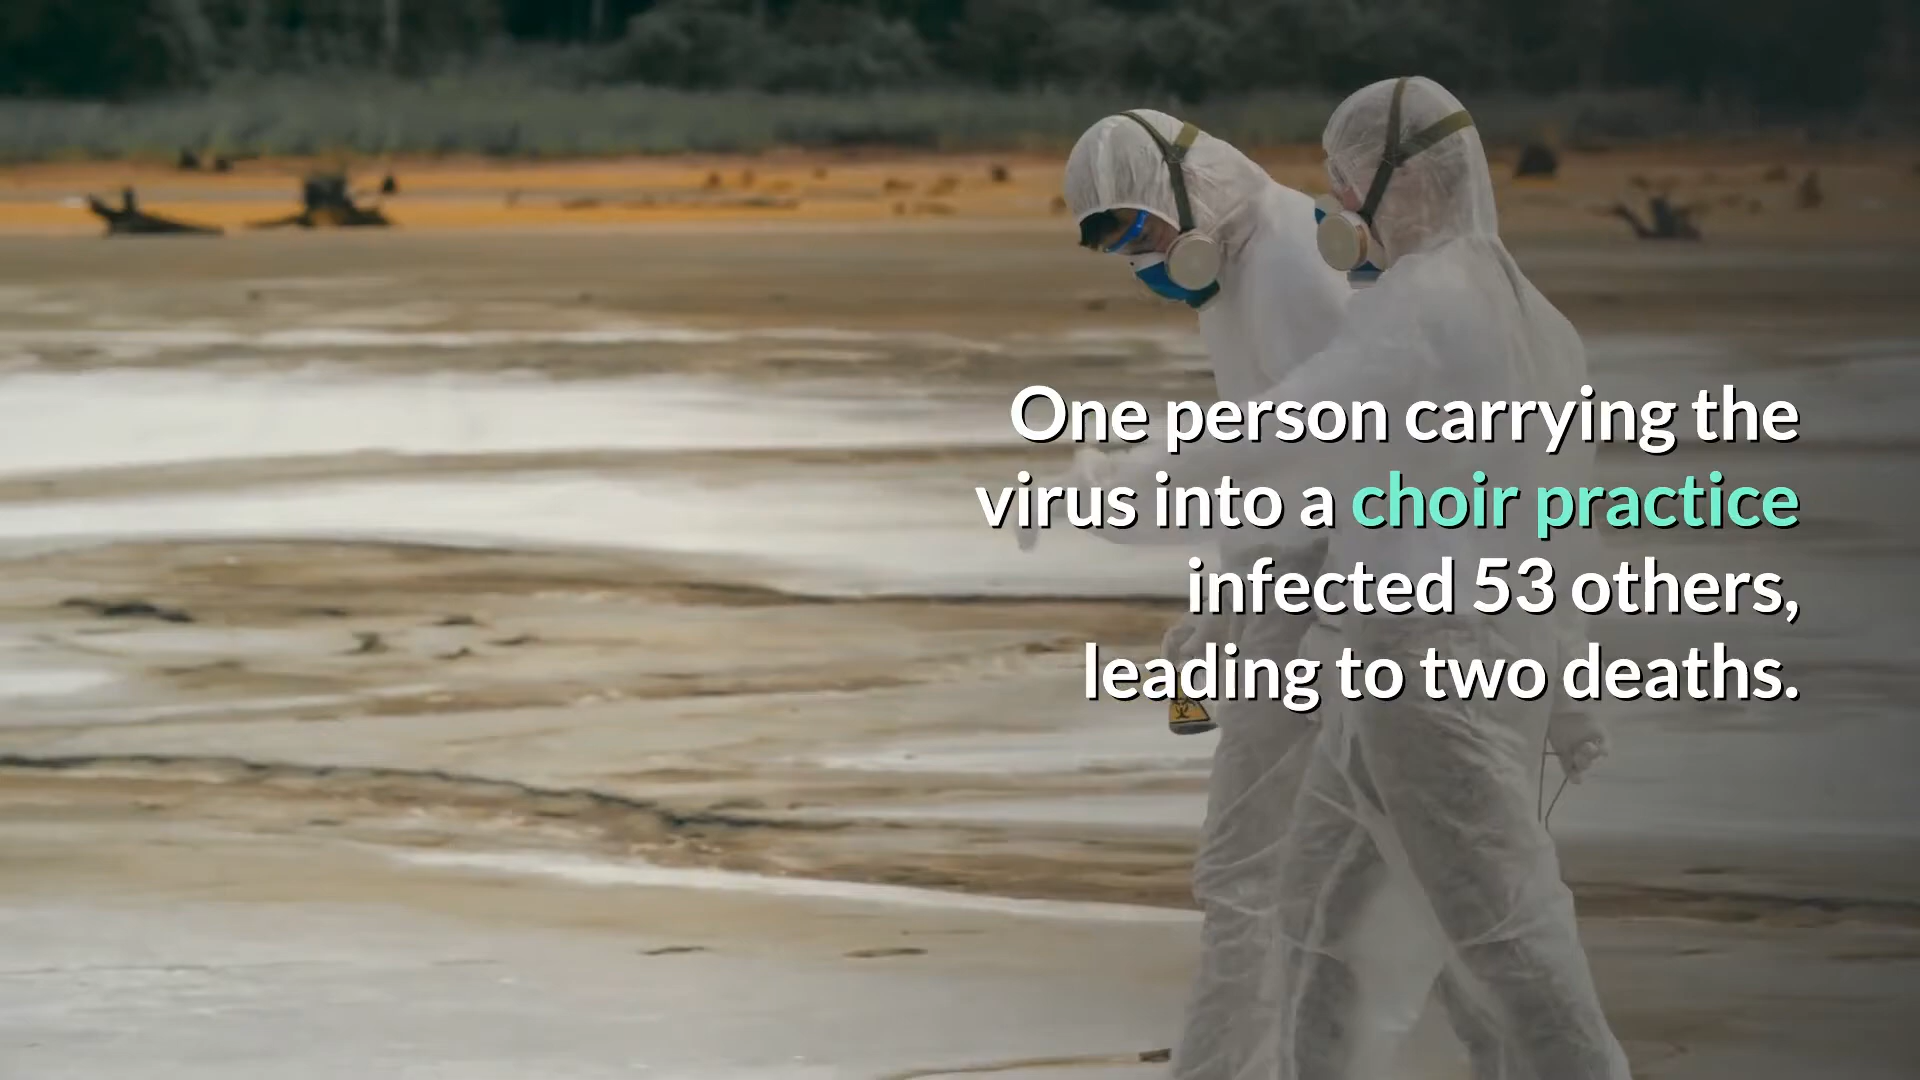 One person carrying the
virus into a choir practice
infected 53 others,
leading to two deaths.